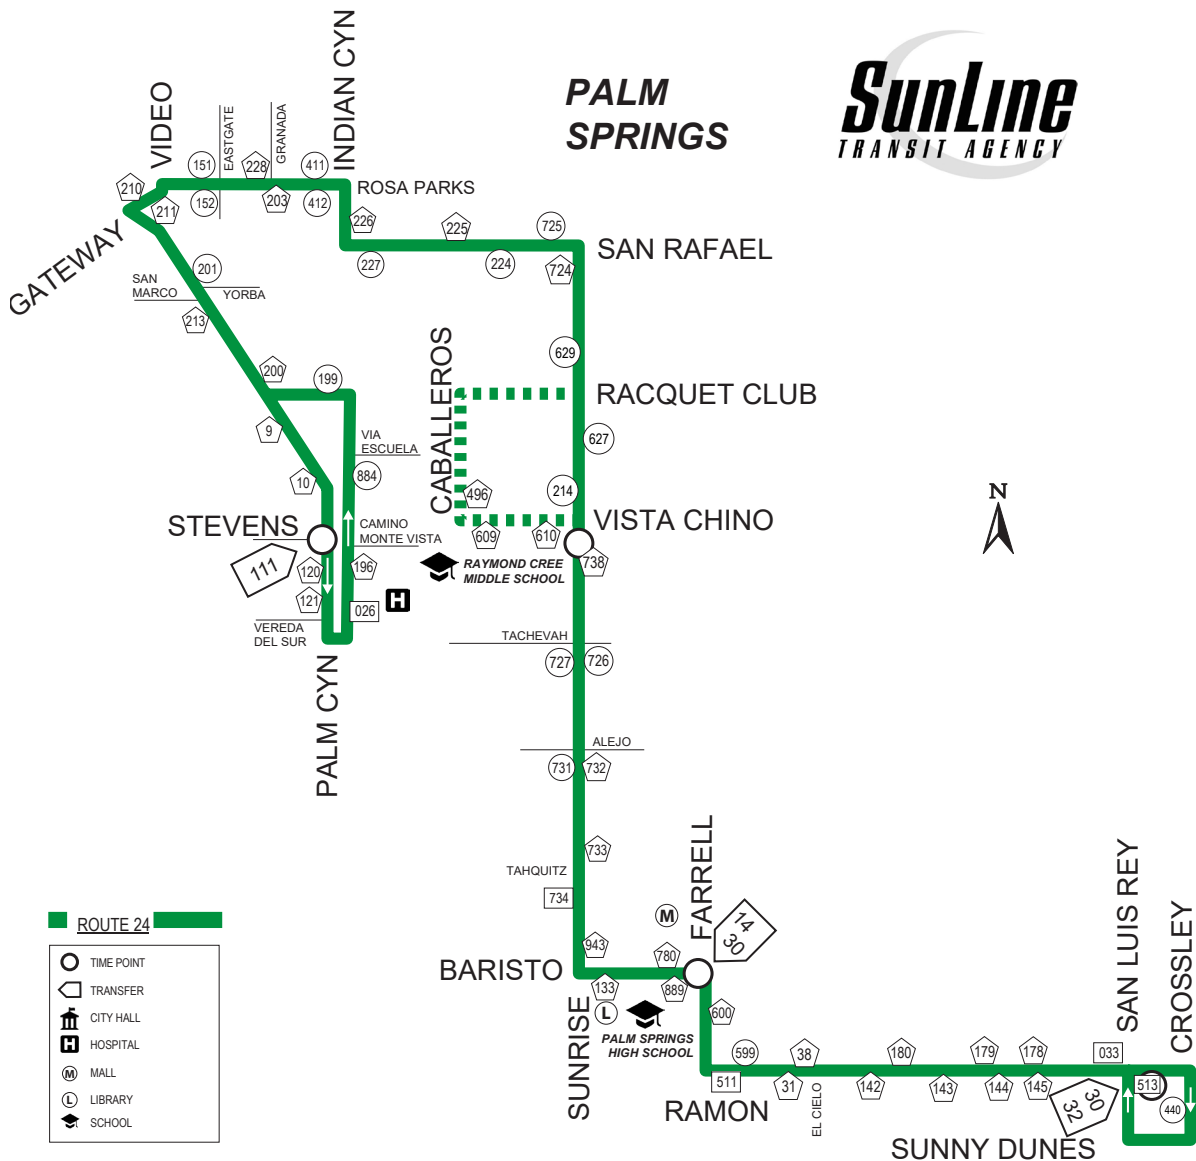 PALM
SPRINGS
SunLine
TRANSIT AGENCY
VIDEO
EASTGATE
GRANADA
INDIAN CYN
151
228
411
210
211
152
203
412
ROSA PARKS
226
225
725
GATEWAY
227
224
724
SAN RAFAEL
201
SAN
MARCO
YORBA
213
629
200
199
CABALLEROS
RACQUET CLUB
9
VIA
ESCUELA
627
10
884
496
214
STEVENS
CAMINO
MONTE VISTA
609
610
VISTA CHINO
N
111
120
196
RAYMOND CREE
MIDDLE SCHOOL
738
121
026
H
VEREDA
DEL SUR
TACHEVAH
727
726
PALM CYN
ALEJO
731
732
733
TAHQUITZ
734
FARRELL
M
14
30
943
780
BARISTO
133
889
L
SUNRISE
PALM SPRINGS
HIGH SCHOOL
600
SAN LUIS REY
CROSSLEY
599
38
180
179
178
033
511
31
EL CIELO
142
143
144
145
30
32
513
440
RAMON
SUNNY DUNES
ROUTE 24
TIME POINT
TRANSFER
CITY HALL
H HOSPITAL
M MALL
L LIBRARY
SCHOOL